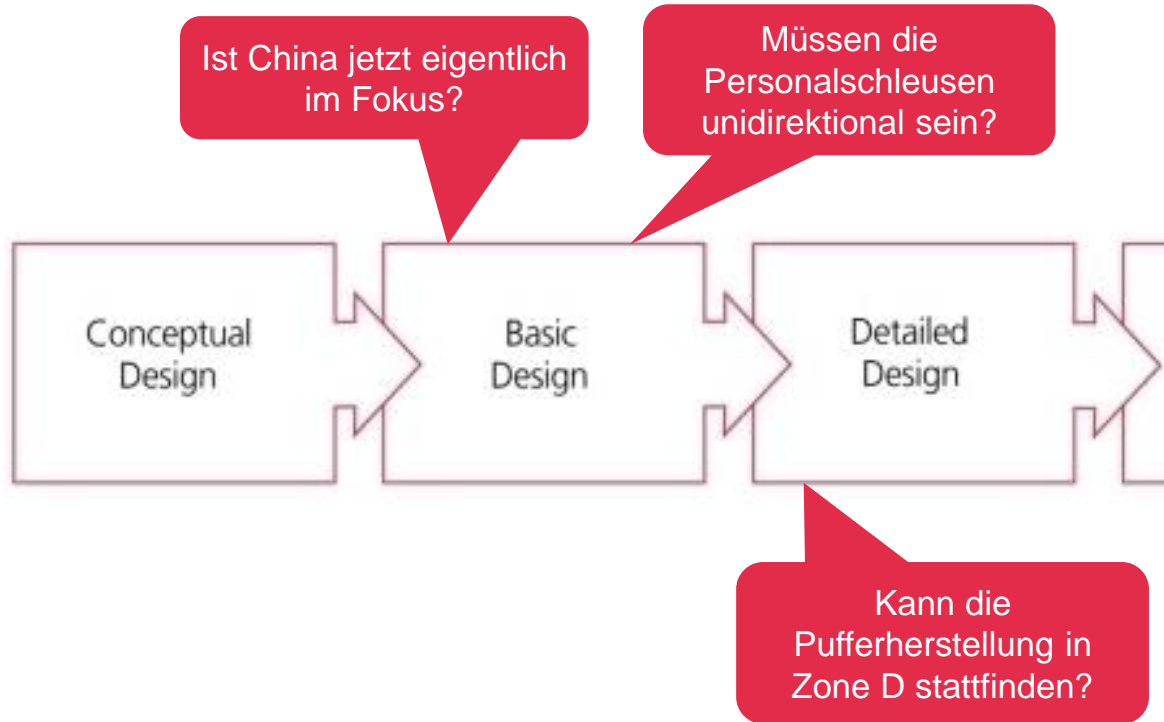 Ist China jetzt eigentlich
im Fokus?
Müssen die
Personalschleusen
unidirektional sein?
Conceptual
Design
Basic
Design
Detailed
Design
Kann die
Pufferherstellung in
Zone D stattfinden?